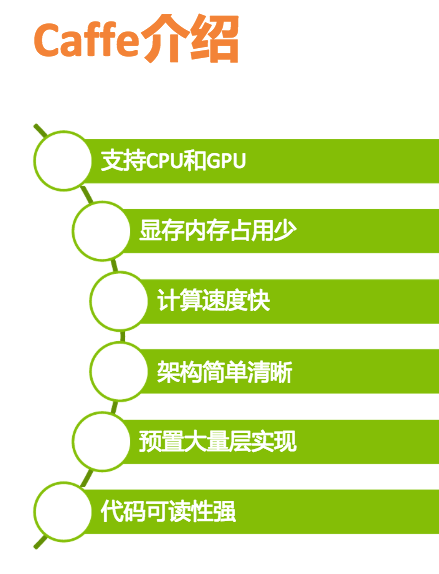 Caffe介绍
支持CPU和GPU
显存内存占用少
计算速度快
架构简单清晰
预置大量层实现
代码可读性强